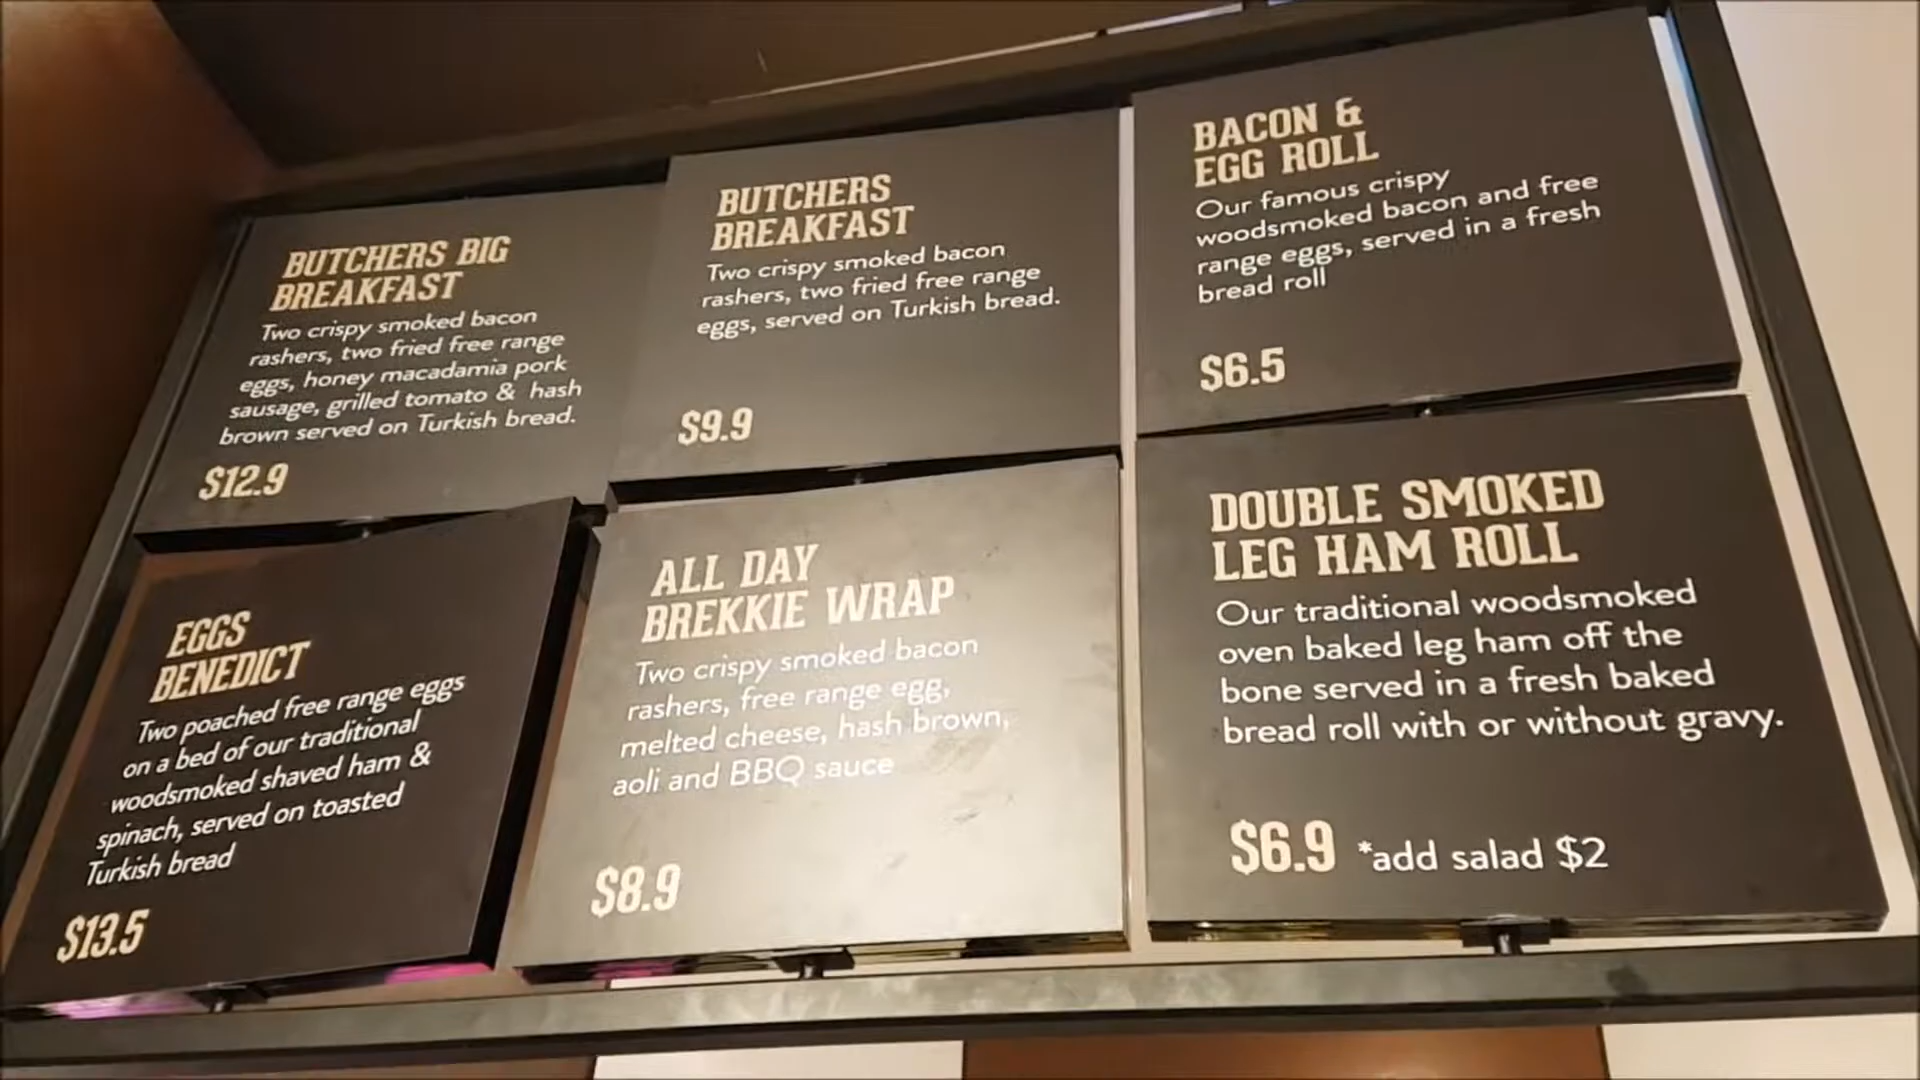 BUTCHERS BIG
BREAKFAST
Two crispy smoked bacon
rashers, two fried free range
eggs, honey macadamia pork
sausage, grilled tomato & hash
brown served on Turkish bread.
$12.9
BUTCHERS
BREAKFAST
Two crispy smoked bacon
rashers, two fried free range
eggs, served on Turkish bread.
$9.9
BACON &
EGG ROLL
Our famous crispy
woodsmoked bacon and free
range eggs, served in a fresh
bread roll
$6.5
EGGS
BENEDICT
Two poached free range eggs
on a bed of our traditional
woodsmoked shaved ham &
spinach, served on toasted
Turkish bread
$13.5
ALL DAY
BREKKIE WRAP
Two crispy smoked bacon
rashers, free range egg,
melted cheese, hash brown,
aoli and BBQ sauce
$8.9
DOUBLE SMOKED
LEG HAM ROLL
Our traditional woodsmoked
oven baked leg ham off the
bone served in a fresh baked
bread roll with or without gravy.
$6.9 *add salad $2